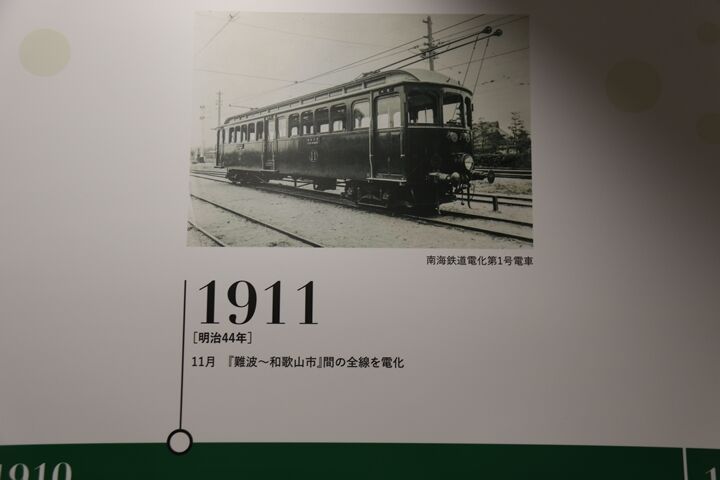 南海鉄道電化第1号電車
1911
[明治44年]
11月 『難波～和歌山市』間の全線を電化
1910